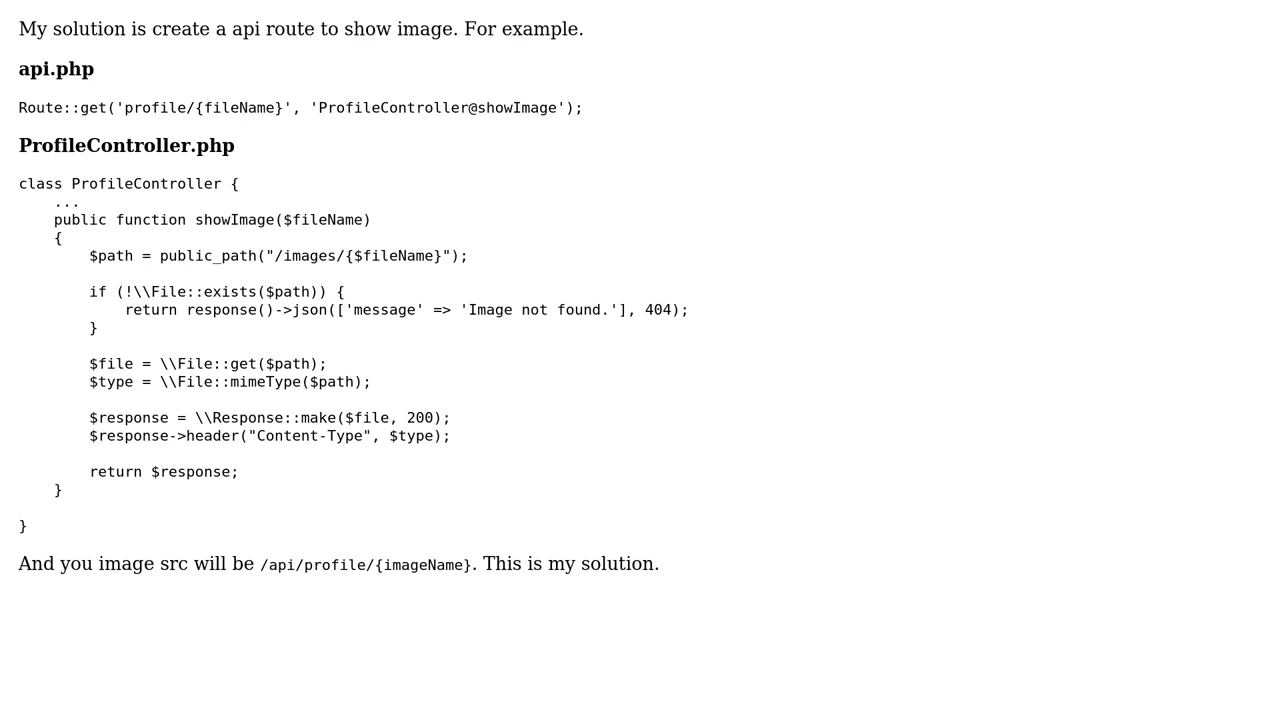 My solution is create a api route to show image. For example.
api.php
Route::get('profile/{fileName}', 'ProfileController@showImage');
ProfileController.php
class ProfileController {
    ...
    public function showImage($fileName)
    {
        $path = public_path("/images/{$fileName}");

        if (!\\File::exists($path)) {
            return response()->json(['message' => 'Image not found.'], 404);
        }

        $file = \\File::get($path);
        $type = \\File::mimeType($path);

        $response = \\Response::make($file, 200);
        $response->header("Content-Type", $type);

        return $response;
    }

}
And you image src will be /api/profile/{imageName}. This is my solution.